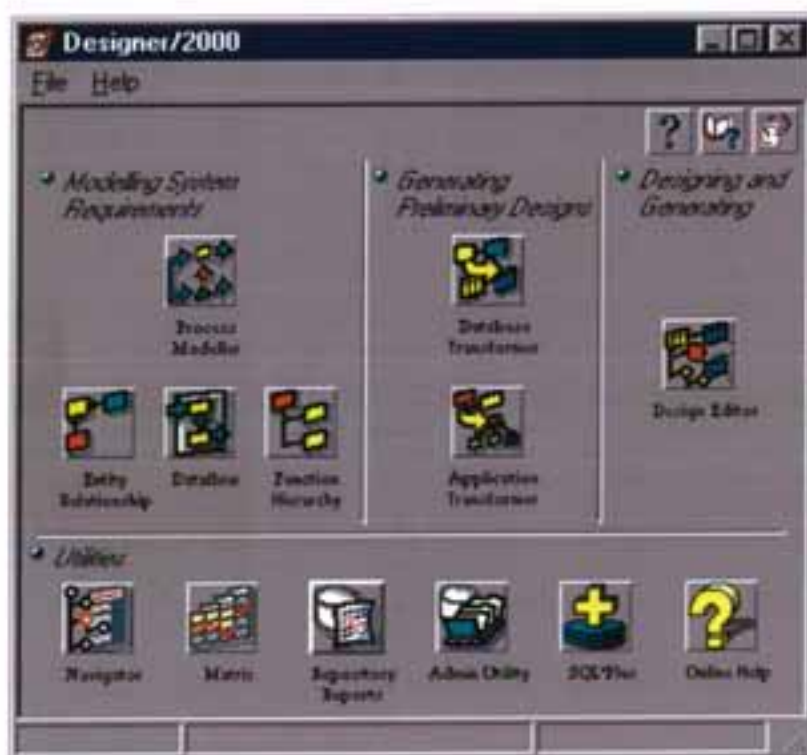 Designer/2000
File Help
Modelling System
Requirements
Process
Modeller
Entity
Relationship
Dataflow
Function
Hierarchy
Generating
Preliminary Designs
Database
Transformer
Application
Transformer
Designing and
Generating
Design Editor
Utilities
Navigator
Matrix
Repository
Reports
Admin Utility
SQL*Plus
Online Help